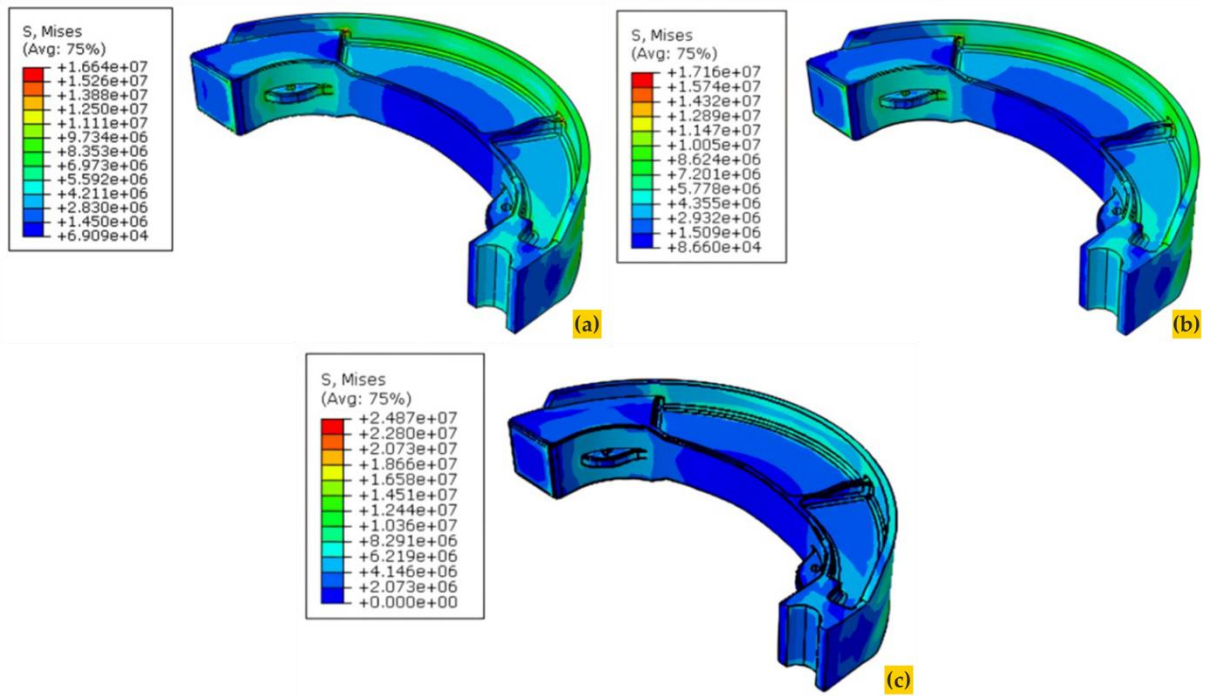 S, Mises
(Avg: 75%)
+1.664e+07
+1.526e+07
+1.388e+07
+1.250e+07
+1.111e+07
+9.734e+06
+8.353e+06
+6.973e+06
+5.592e+06
+4.211e+06
+2.830e+06
+1.450e+06
+6.909e+04
(a)
S, Mises
(Avg: 75%)
+1.716e+07
+1.574e+07
+1.432e+07
+1.289e+07
+1.147e+07
+1.005e+07
+8.624e+06
+7.201e+06
+5.778e+06
+4.355e+06
+2.932e+06
+1.509e+06
+8.660e+04
(b)
S, Mises
(Avg: 75%)
+2.487e+07
+2.280e+07
+2.073e+07
+1.866e+07
+1.658e+07
+1.451e+07
+1.244e+07
+1.036e+07
+8.291e+06
+6.219e+06
+4.146e+06
+2.073e+06
+0.000e+00
(c)